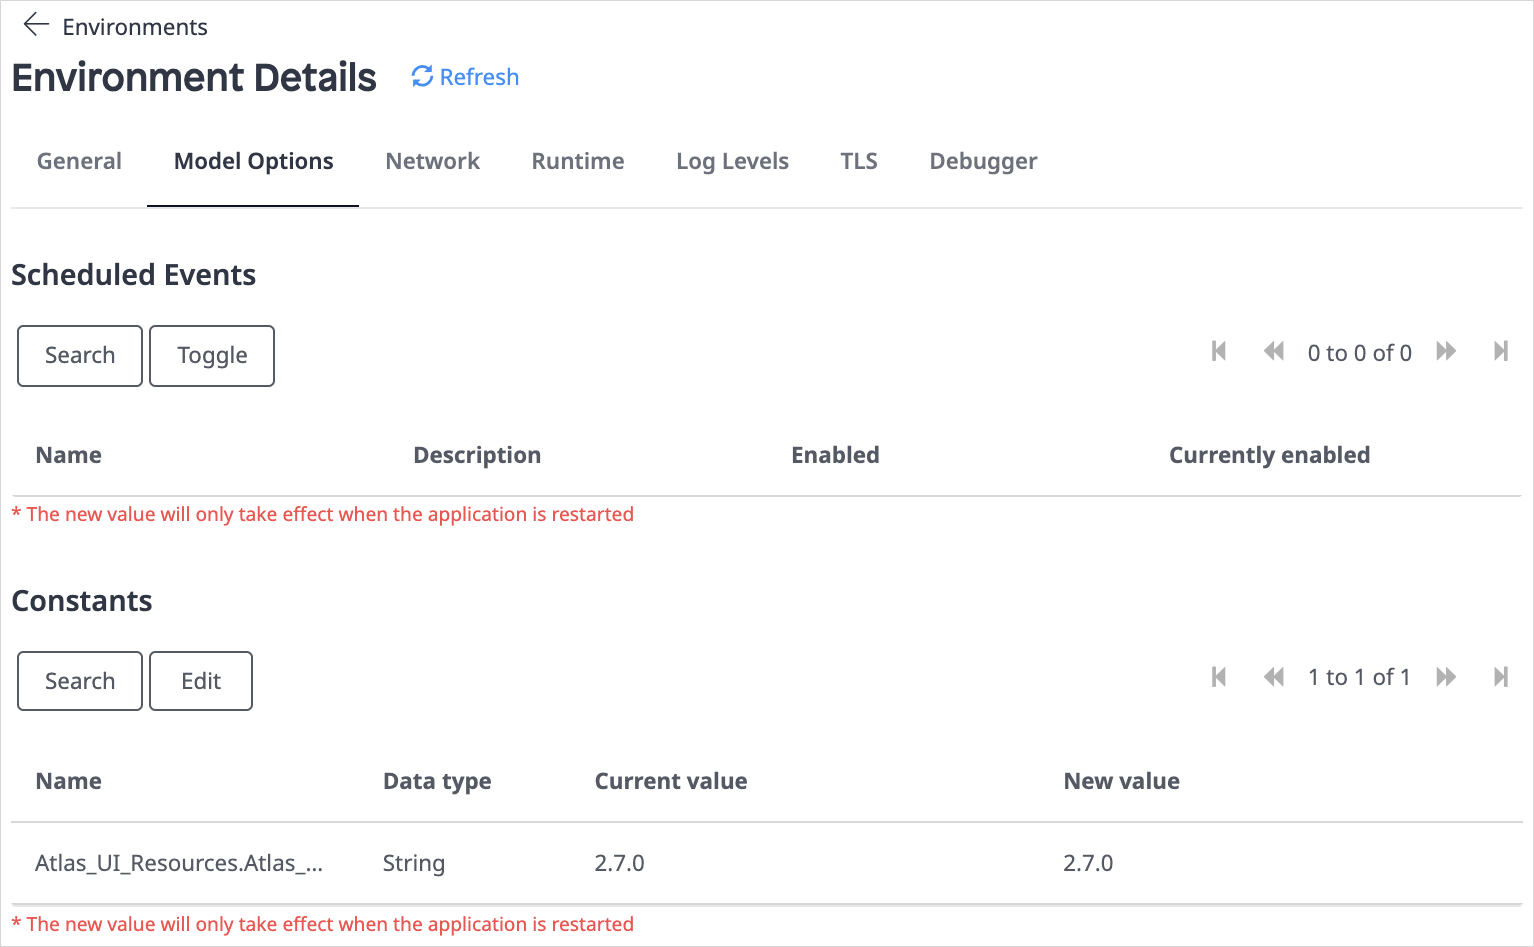 Environments
Environment Details Refresh
General Model Options Network Runtime Log Levels TLS Debugger
Scheduled Events
Search Toggle 0 to 0 of 0
Name Description Enabled Currently enabled
* The new value will only take effect when the application is restarted
Constants
Search Edit 1 to 1 of 1
Name Data type Current value New value
Atlas_UI_Resources.Atlas_... String 2.7.0 2.7.0
* The new value will only take effect when the application is restarted